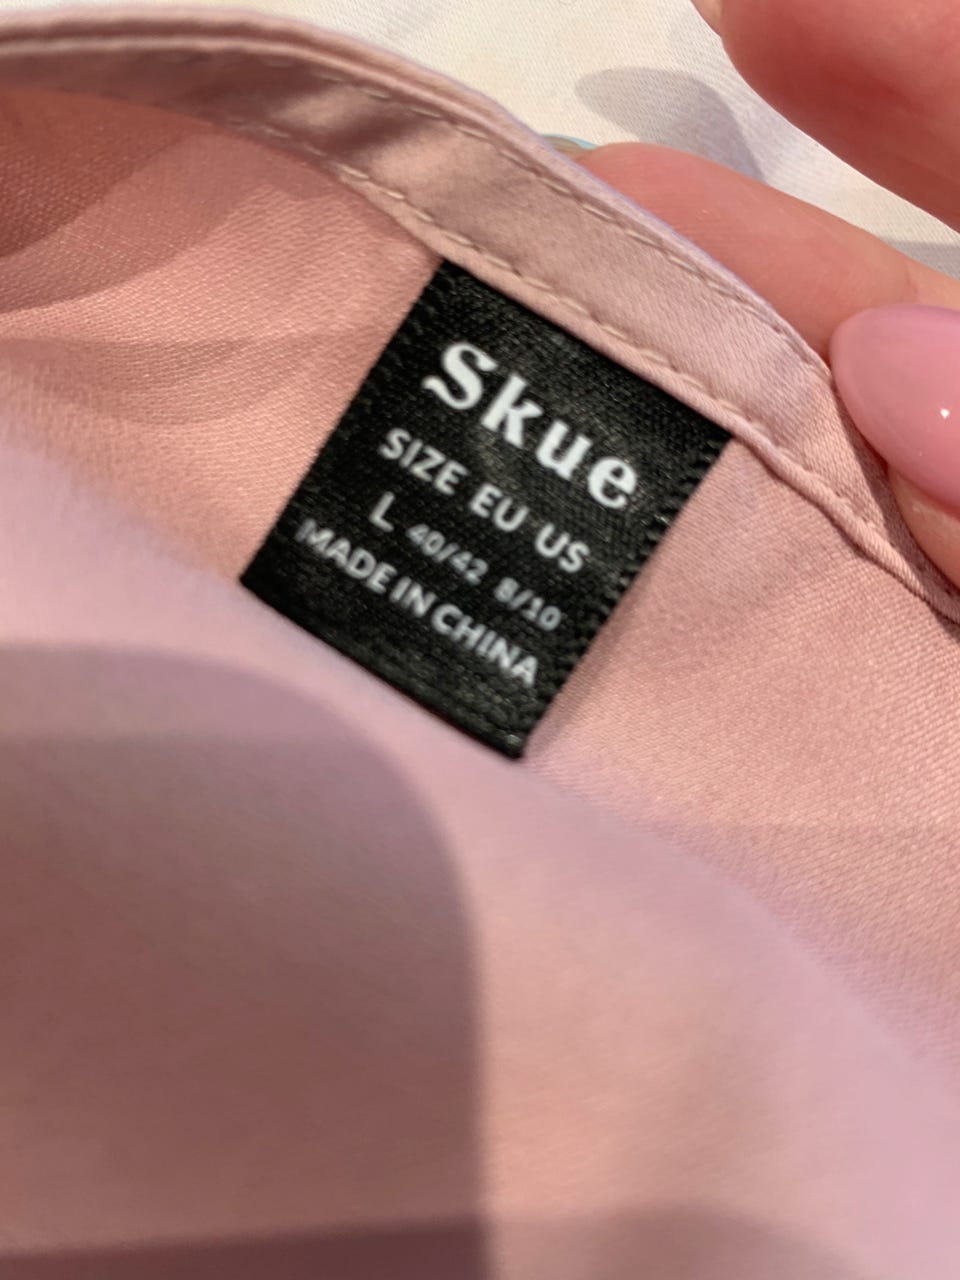 Skue
SIZE EU US
L 40/42 8/10
MADE IN CHINA